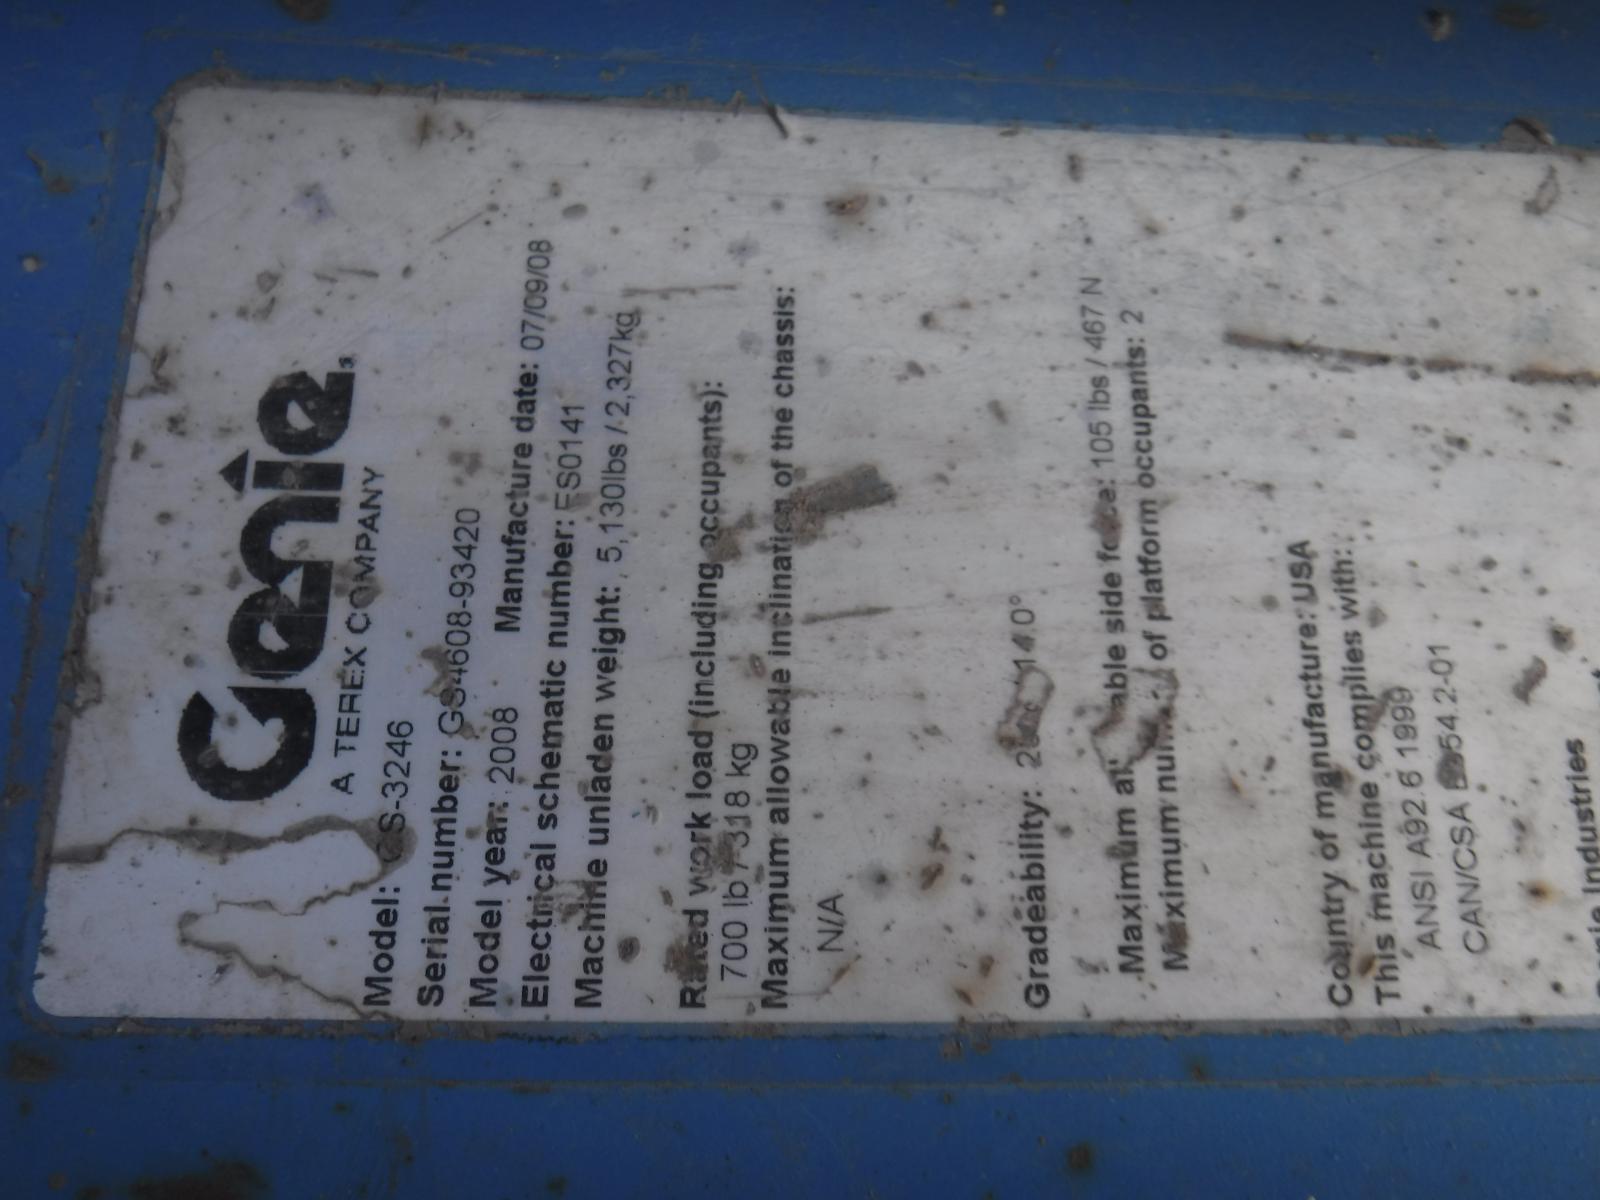 Genie
A TEREX COMPANY
Model: GS-3246
Serial number: GS4608-93420
Model year: 2008 Manufacture date: 07/09/08
Electrical schematic number: ES0141
Machine unladen weight: 5,130lbs / 2,327kg
Rated work load (including occupants):
700 lb / 318 kg
Maximum allowable inclination of the chassis:
N/A
Gradeability:
Maximum allowable side force: 105 lbs / 467 N
Maximum number of platform occupants: 2
Country of manufacture: USA
This machine complies with:
ANSI A92.6 1999
CAN/CSA B354.2-01
Industries